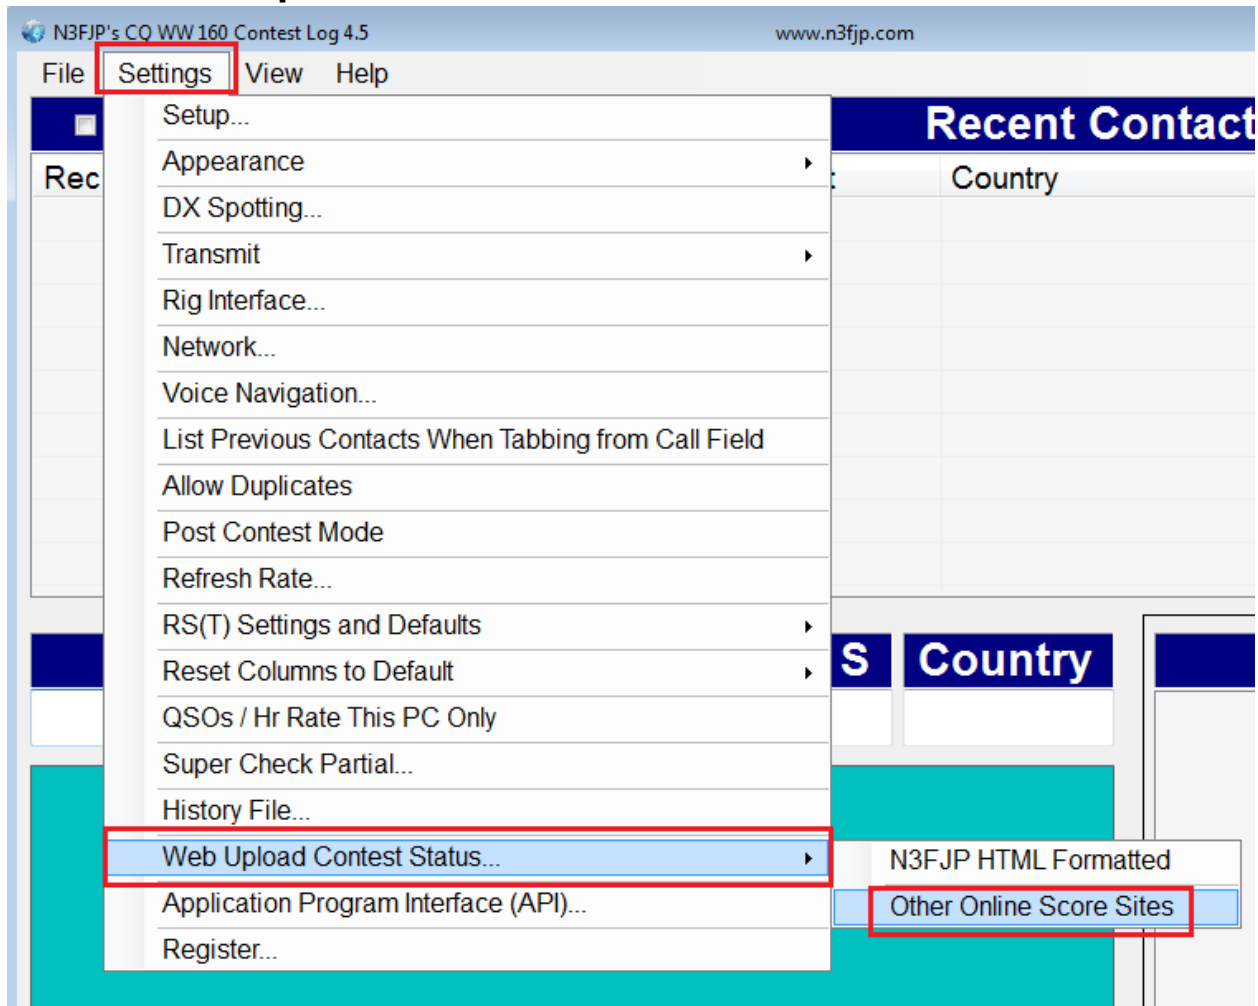 N3FJP's CQ WW 160 Contest Log 4.5 www.n3fjp.com
File Settings View Help
Recent Contact
Rec Country
Setup...
Appearance
DX Spotting...
Transmit
Rig Interface...
Network...
Voice Navigation...
List Previous Contacts When Tabbing from Call Field
Allow Duplicates
Post Contest Mode
Refresh Rate...
RS(T) Settings and Defaults
Reset Columns to Default
S Country
QSOs / Hr Rate This PC Only
Super Check Partial...
History File...
Web Upload Contest Status...
N3FJP HTML Formatted
Other Online Score Sites
Application Program Interface (API)...
Register...